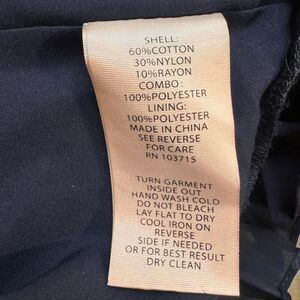 SHELL:
60%COTTON
30%NYLON
10%RAYON
COMBO:
100%POLYESTER
LINING:
100%POLYESTER
MADE IN CHINA
SEE REVERSE
FOR CARE
RN 103715
TURN GARMENT
INSIDE OUT
HAND WASH COLD
DO NOT BLEACH
LAY FLAT TO DRY
COOL IRON ON
REVERSE
SIDE IF NEEDED
OR FOR BEST RESULT
DRY CLEAN